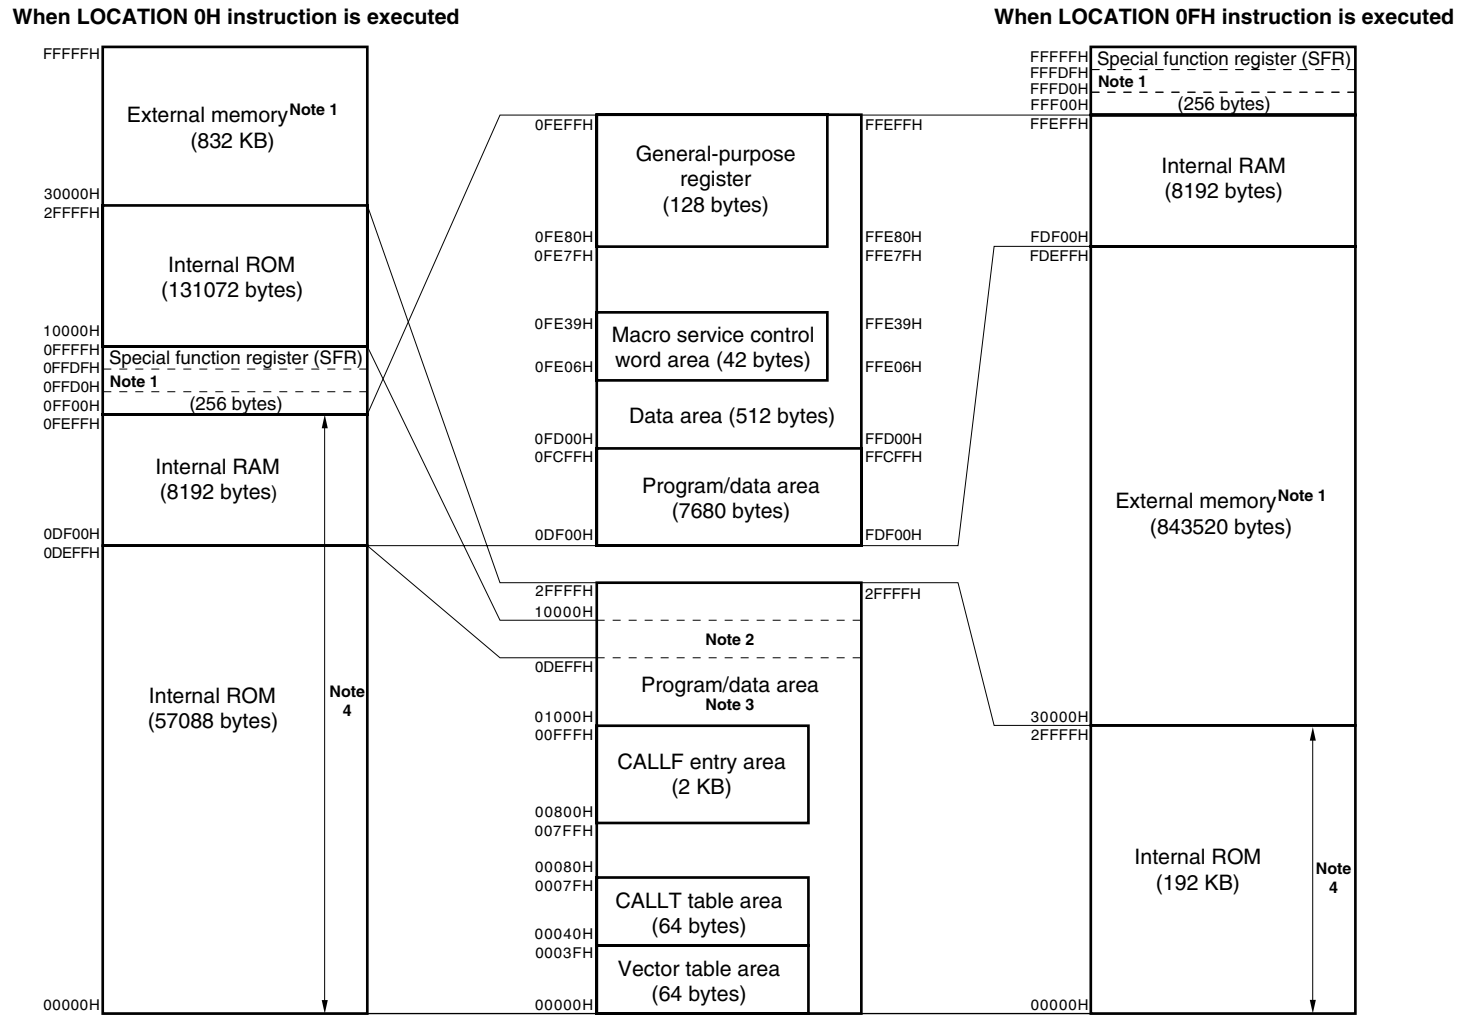 When LOCATION 0H instruction is executed
When LOCATION 0FH instruction is executed
FFFFFH
External memory Note 1
(832 KB)
30000H
2FFFFH
Internal ROM
(131072 bytes)
10000H
0FFFFH
Special function register (SFR)
0FFDFH
Note 1
0FFD0H
(256 bytes)
0FF00H
0FEFFH
Internal RAM
(8192 bytes)
0DF00H
0DEFFH
Internal ROM
(57088 bytes)
Note
4
00000H
0FEFFH
FFEFFH
General-purpose
register
(128 bytes)
0FE80H
FFE80H
0FE7FH
FFE7FH
0FE39H
FFE39H
Macro service control
word area (42 bytes)
0FE06H
FFE06H
Data area (512 bytes)
0FD00H
FFD00H
0FCFFH
FFCFFH
Program/data area
(7680 bytes)
0DF00H
FDF00H
2FFFFH
2FFFFH
10000H
Note 2
0DEFFH
Program/data area
Note 3
01000H
00FFFH
CALLF entry area
(2 KB)
00800H
007FFH
00080H
0007FH
CALLT table area
(64 bytes)
00040H
0003FH
Vector table area
(64 bytes)
00000H
FFFFFH
Special function register (SFR)
FFFDFH
Note 1
FFFD0H
(256 bytes)
FFF00H
FFEFFH
Internal RAM
(8192 bytes)
FDF00H
FDEFFH
External memory Note 1
(843520 bytes)
30000H
2FFFFH
Internal ROM
(192 KB)
Note
4
00000H